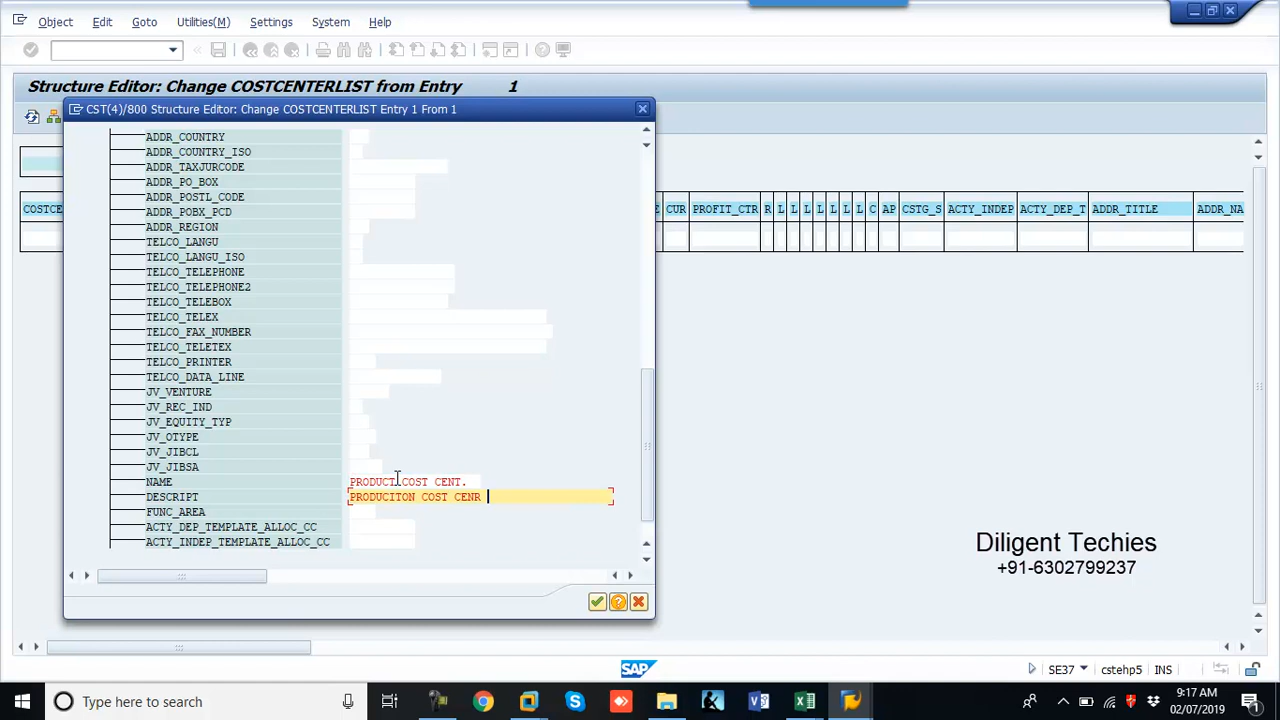 Object Edit Goto Utilities(M) Settings System Help
Structure Editor: Change COSTCENTERLIST from Entry 1
CST(4)/800 Structure Editor: Change COSTCENTERLIST Entry 1 From 1
COSTCE CUR PROFIT_CTR R L L L L L L L C AP CSTG_S ACTY_INDEP ACTY_DEP_T ADDR_TITLE ADDR_NA
ADDR_COUNTRY
ADDR_COUNTRY_ISO
ADDR_TAXJURCODE
ADDR_PO_BOX
ADDR_POSTL_CODE
ADDR_POBX_PCD
ADDR_REGION
TELCO_LANGU
TELCO_LANGU_ISO
TELCO_TELEPHONE
TELCO_TELEPHONE2
TELCO_TELEBOX
TELCO_TELEX
TELCO_FAX_NUMBER
TELCO_TELETEX
TELCO_PRINTER
TELCO_DATA_LINE
JV_VENTURE
JV_REC_IND
JV_EQUITY_TYP
JV_OTYPE
JV_JIBCL
JV_JIBSA
NAME PRODUCT COST CENT.
DESCRIPT PRODUCITON COST CENR
FUNC_AREA
ACTY_DEP_TEMPLATE_ALLOC_CC
ACTY_INDEP_TEMPLATE_ALLOC_CC
Diligent Techies
+91-6302799237
SAP
SE37 cstehp5 INS
Type here to search
9:17 AM
02/07/2019